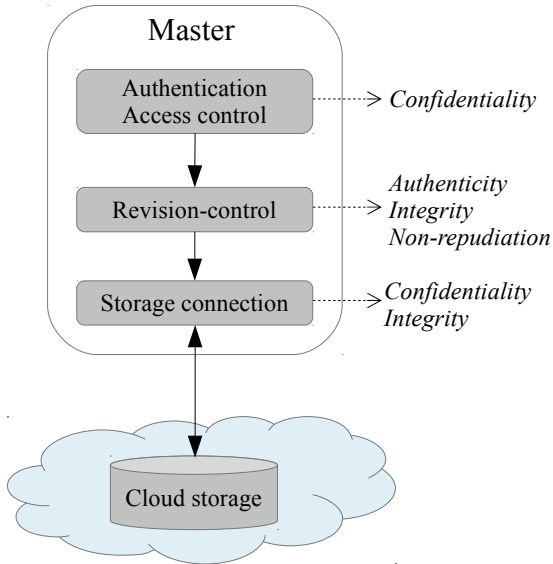 Master
Authentication
Access control
Confidentiality
Revision-control
Authenticity
Integrity
Non-repudiation
Storage connection
Confidentiality
Integrity
Cloud storage